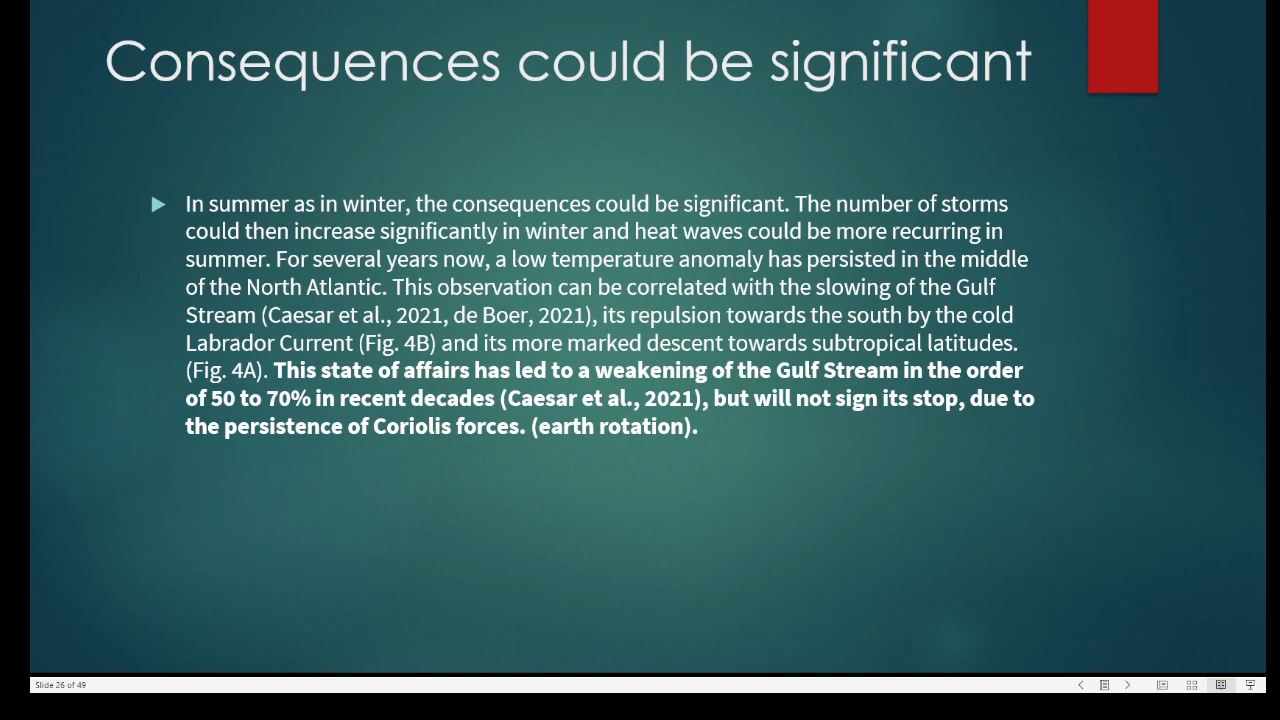 Consequences could be significant
In summer as in winter, the consequences could be significant. The number of storms
could then increase significantly in winter and heat waves could be more recurring in
summer. For several years now, a low temperature anomaly has persisted in the middle
of the North Atlantic. This observation can be correlated with the slowing of the Gulf
Stream (Caesar et al., 2021, de Boer, 2021), its repulsion towards the south by the cold
Labrador Current (Fig. 4B) and its more marked descent towards subtropical latitudes.
(Fig. 4A). This state of affairs has led to a weakening of the Gulf Stream in the order
of 50 to 70% in recent decades (Caesar et al., 2021), but will not sign its stop, due to
the persistence of Coriolis forces. (earth rotation).
Slide 26 of 49